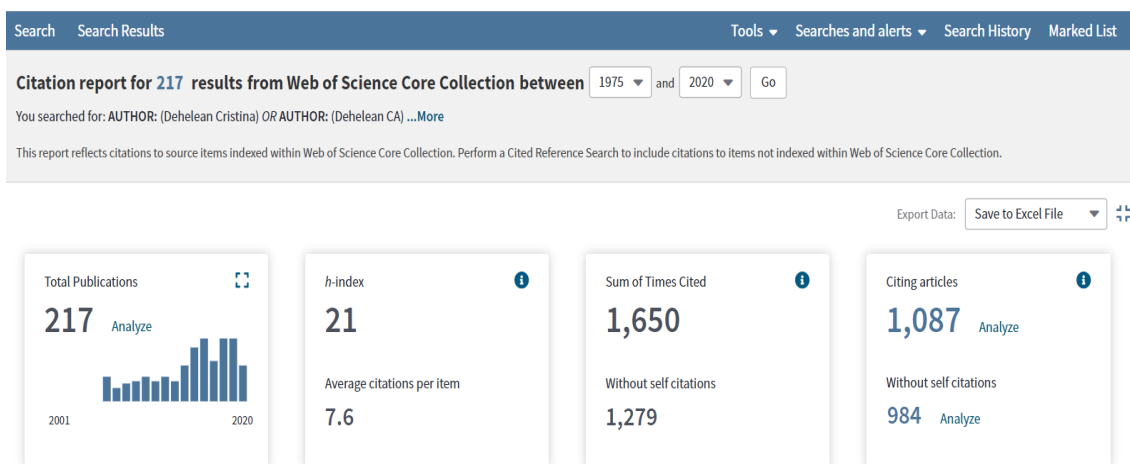 Search Search Results Tools Searches and alerts Search History Marked List
Citation report for 217 results from Web of Science Core Collection between 1975 and 2020 Go
You searched for: AUTHOR: (Dehelean Cristina) OR AUTHOR: (Dehelean CA) ...More
This report reflects citations to source items indexed within Web of Science Core Collection. Perform a Cited Reference Search to include citations to items not indexed within Web of Science Core Collection.
Export Data: Save to Excel File
Total Publications
217 Analyze
2001 2020
h-index
21
Average citations per item
7.6
Sum of Times Cited
1,650
Without self citations
1,279
Citing articles
1,087 Analyze
Without self citations
984 Analyze